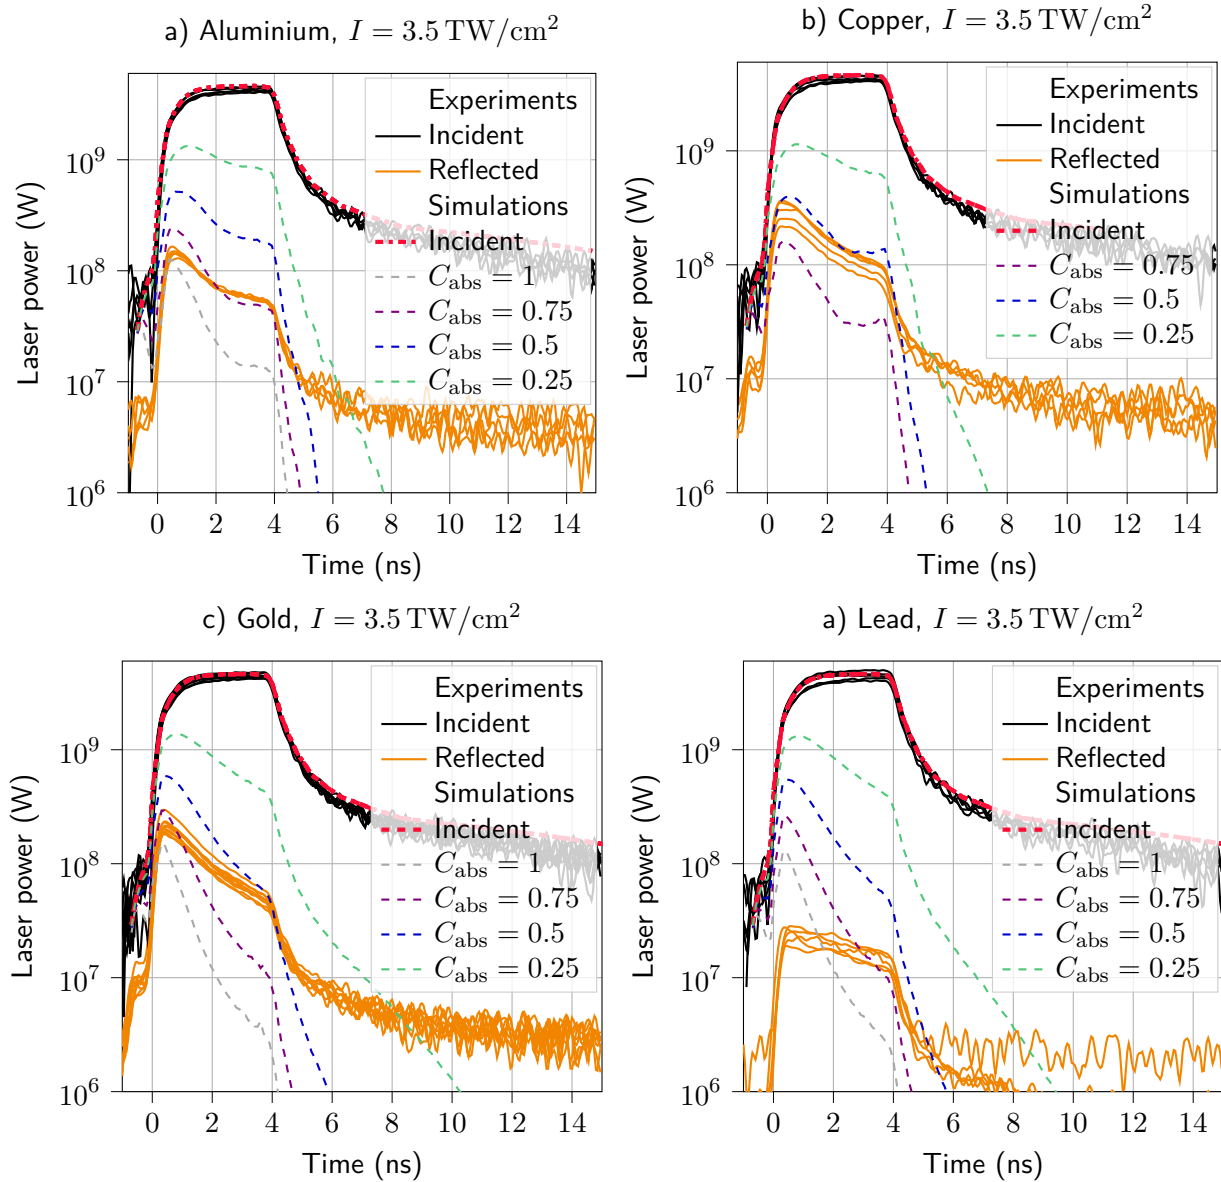 a) Aluminium, I = 3.5 TW/cm²
Laser power (W)
10⁹
10⁸
10⁷
10⁶
0 2 4 6 8 10 12 14
Time (ns)
Experiments
Incident
Reflected
Simulations
Incident
C_abs = 1
C_abs = 0.75
C_abs = 0.5
C_abs = 0.25
b) Copper, I = 3.5 TW/cm²
Laser power (W)
10⁹
10⁸
10⁷
10⁶
0 2 4 6 8 10 12 14
Time (ns)
Experiments
Incident
Reflected
Simulations
Incident
C_abs = 0.75
C_abs = 0.5
C_abs = 0.25
c) Gold, I = 3.5 TW/cm²
Laser power (W)
10⁹
10⁸
10⁷
10⁶
0 2 4 6 8 10 12 14
Time (ns)
Experiments
Incident
Reflected
Simulations
Incident
C_abs = 1
C_abs = 0.75
C_abs = 0.5
C_abs = 0.25
a) Lead, I = 3.5 TW/cm²
Laser power (W)
10⁹
10⁸
10⁷
10⁶
0 2 4 6 8 10 12 14
Time (ns)
Experiments
Incident
Reflected
Simulations
Incident
C_abs = 1
C_abs = 0.75
C_abs = 0.5
C_abs = 0.25